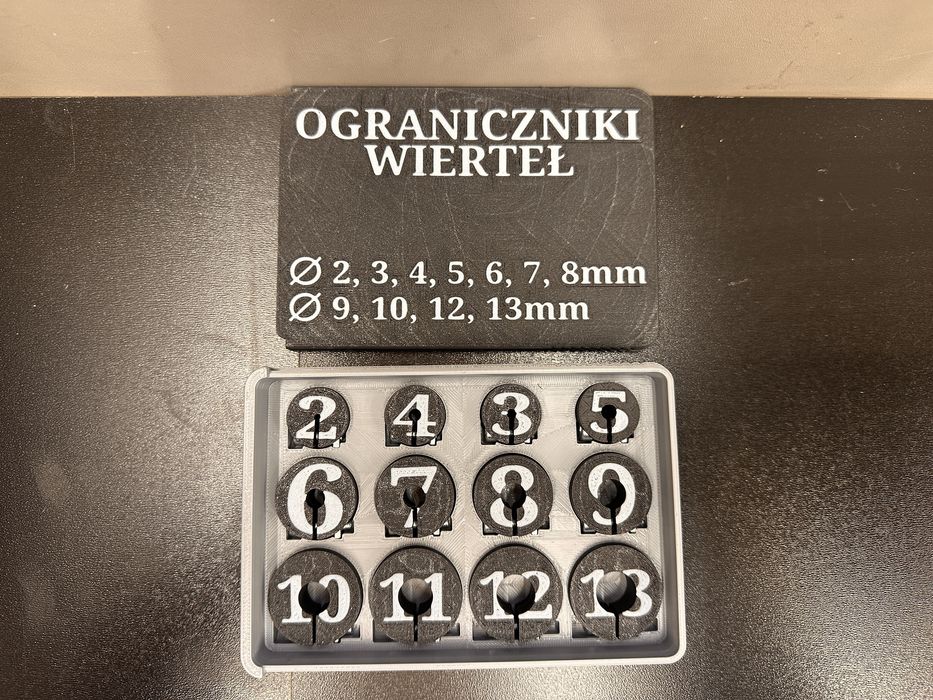 OGRANICZNIKI
WIERTEŁ
Ø 2, 3, 4, 5, 6, 7, 8mm
Ø 9, 10, 12, 13mm
2 4 3 5
6 7 8 9
10 11 12 13